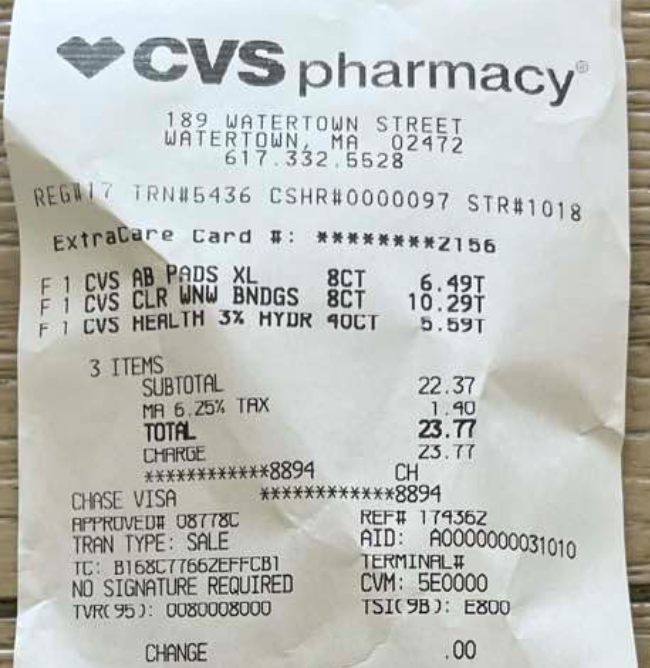 CVS pharmacy®
189 WATERTOWN STREET
WATERTOWN, MA 02472
617.332.5528
REG#17 TRN#5436 CSHR#0000097 STR#1018
ExtraCare Card #: ********2156
F 1 CVS AB PADS XL 8CT 6.49T
F 1 CVS CLR WNW BNDGS 8CT 10.29T
F 1 CVS HEALTH 3% HYDR 40CT 5.59T
3 ITEMS
SUBTOTAL 22.37
MA 6.25% TAX 1.40
TOTAL 23.77
CHARGE 23.77
************8894 CH
CHASE VISA ************8894
APPROVED# 08778C REF# 174362
TRAN TYPE: SALE AID: A0000000031010
TC: B168C77662EFFCB1 TERMINAL#
NO SIGNATURE REQUIRED CVM: 5E0000
TVR(95): 0080008000 TSI(9B): E800
CHANGE .00